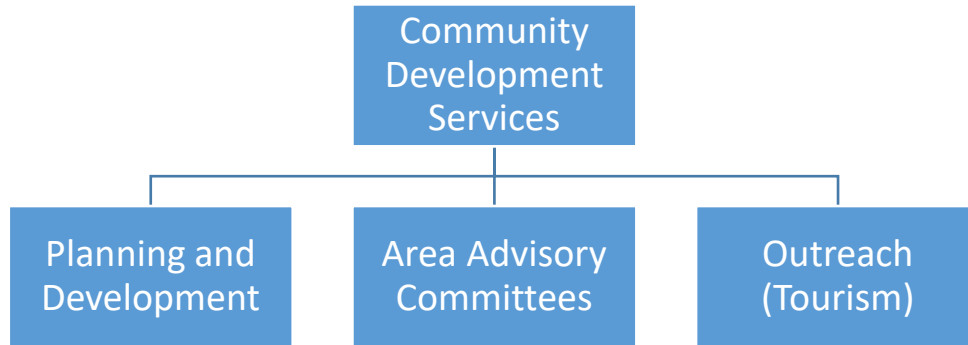 Community
Development
Services
Planning and
Development
Area Advisory
Committees
Outreach
(Tourism)